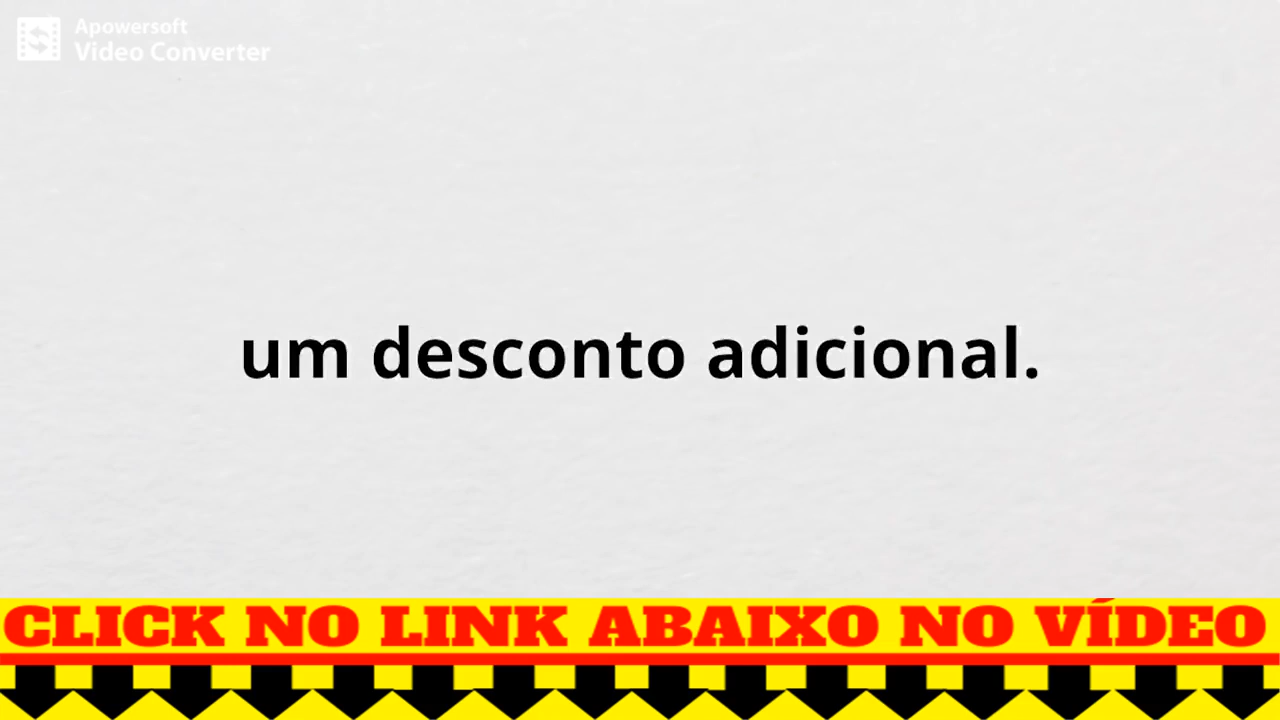 Apowersoft
Video Converter
um desconto adicional.
CLICK NO LINK ABAIXO NO VÍDEO